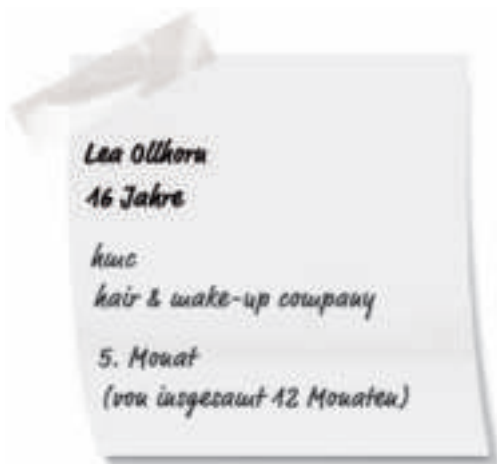 Lea Ollhorn
16 Jahre
hmc
hair & make-up company
5. Monat
(von insgesamt 12 Monaten)